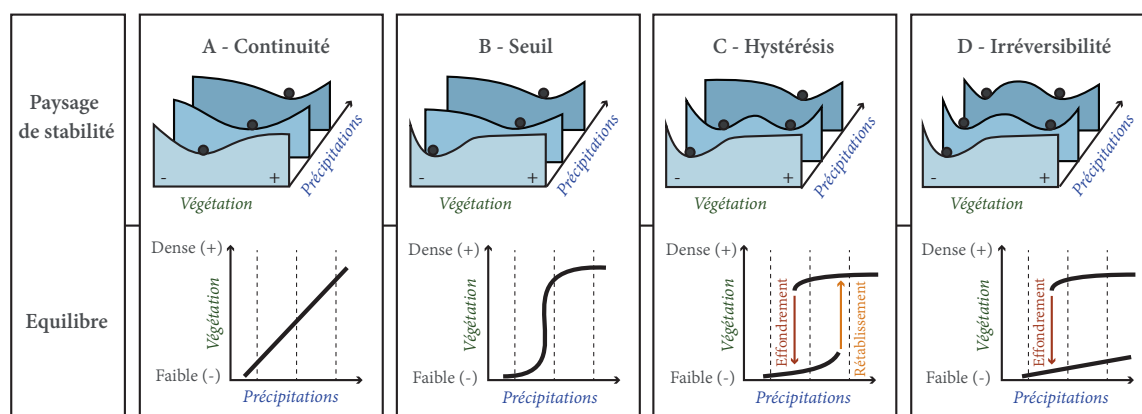 A - Continuité
B - Seuil
C - Hystérésis
D - Irréversibilité
Paysage
de stabilité
-
+
Végétation
Précipitations
-
+
Végétation
Précipitations
-
+
Végétation
Précipitations
-
+
Végétation
Précipitations
Equilibre
Dense (+)
Végétation
Faible (-)
Précipitations
Dense (+)
Végétation
Faible (-)
Précipitations
Dense (+)
Végétation
Effondrement
Rétablissement
Faible (-)
Précipitations
Dense (+)
Végétation
Effondrement
Faible (-)
Précipitations